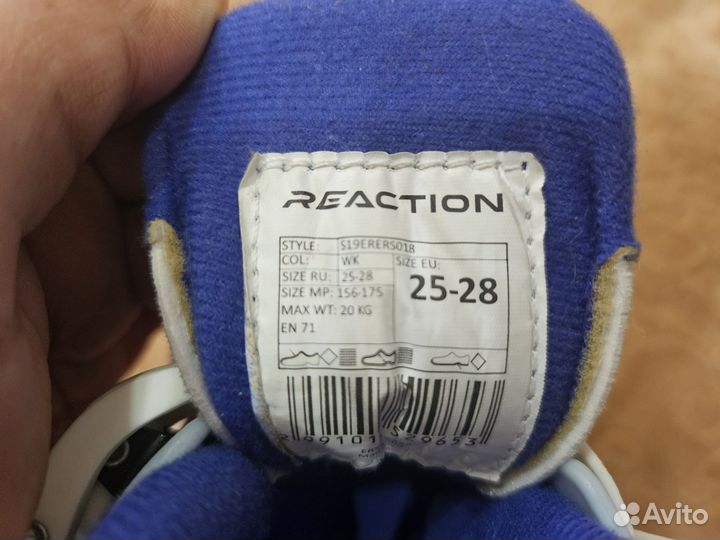 REACTION
STYLE: S19ERERS018
COL: WK SIZE EU:
SIZE RU: 25-28 25-28
SIZE MP: 156-175
MAX WT: 20 KG
EN 71
Avito